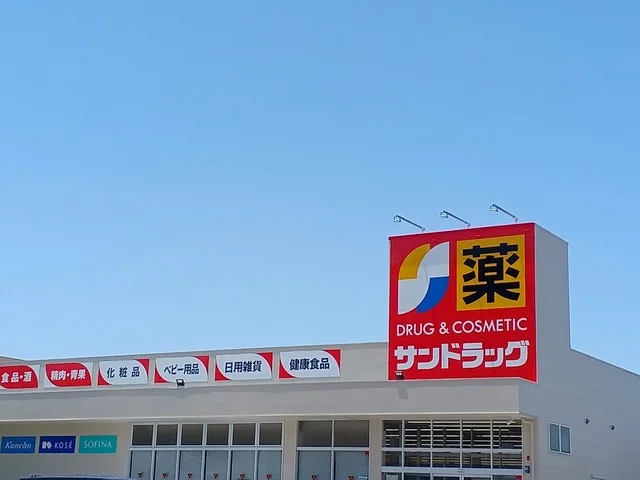 薬
DRUG & COSMETIC
サンドラッグ
食品・酒
精肉・青果
化粧品
ベビー用品
日用雑貨
健康食品
Kanebo
KOSÉ
SOFINA